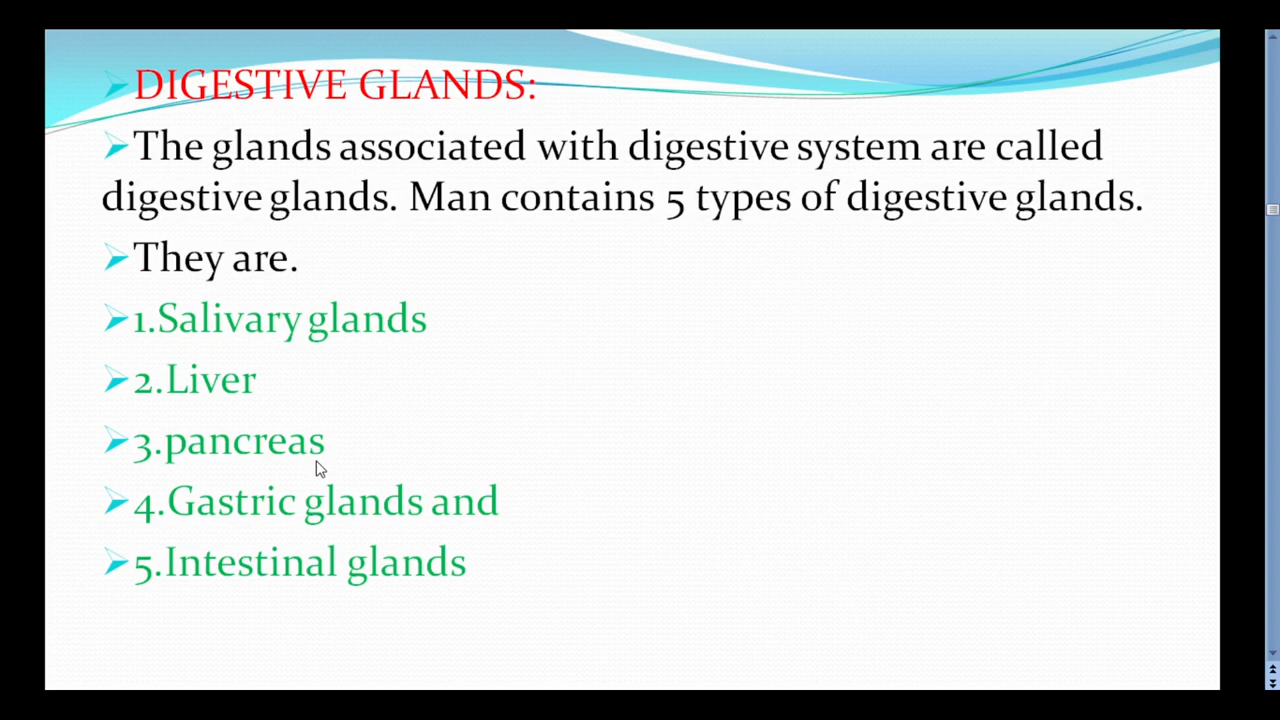 DIGESTIVE GLANDS:
The glands associated with digestive system are called
digestive glands. Man contains 5 types of digestive glands.
They are.
1.Salivary glands
2.Liver
3.pancreas
4.Gastric glands and
5.Intestinal glands